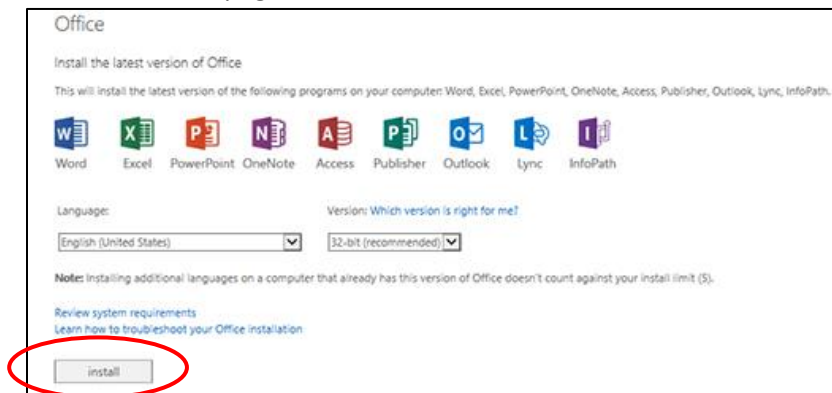 Office
Install the latest version of Office
This will install the latest version of the following programs on your computer: Word, Excel, PowerPoint, OneNote, Access, Publisher, Outlook, Lync, InfoPath.
Word Excel PowerPoint OneNote Access Publisher Outlook Lync InfoPath
Language: Version: Which version is right for me?
English (United States) 32-bit (recommended)
Note: Installing additional languages on a computer that already has this version of Office doesn't count against your install limit (5).
Review system requirements
Learn how to troubleshoot your Office installation
install